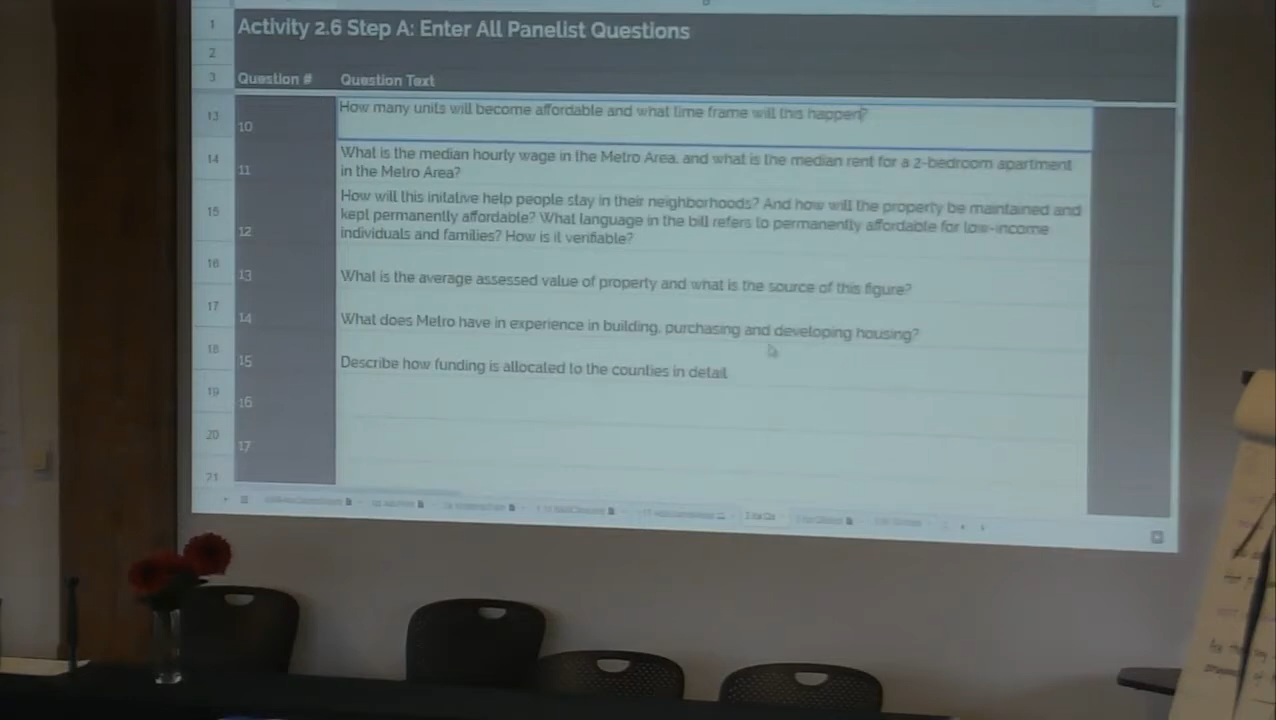 1 Activity 2.6 Step A: Enter All Panelist Questions
2
3 Question # Question Text
13 10 How many units will become affordable and what time frame will this happen?
14 11 What is the median hourly wage in the Metro Area, and what is the median rent for a 2-bedroom apartment
in the Metro Area?
15 12 How will this initative help people stay in their neighborhoods? And how will the property be maintained and
kept permanently affordable? What language in the bill refers to permanently affordable for low-income
individuals and families? How is it verifiable?
16 13 What is the average assessed value of property and what is the source of this figure?
17 14 What does Metro have in experience in building, purchasing and developing housing?
18 15 Describe how funding is allocated to the counties in detail
19 16
20 17
21